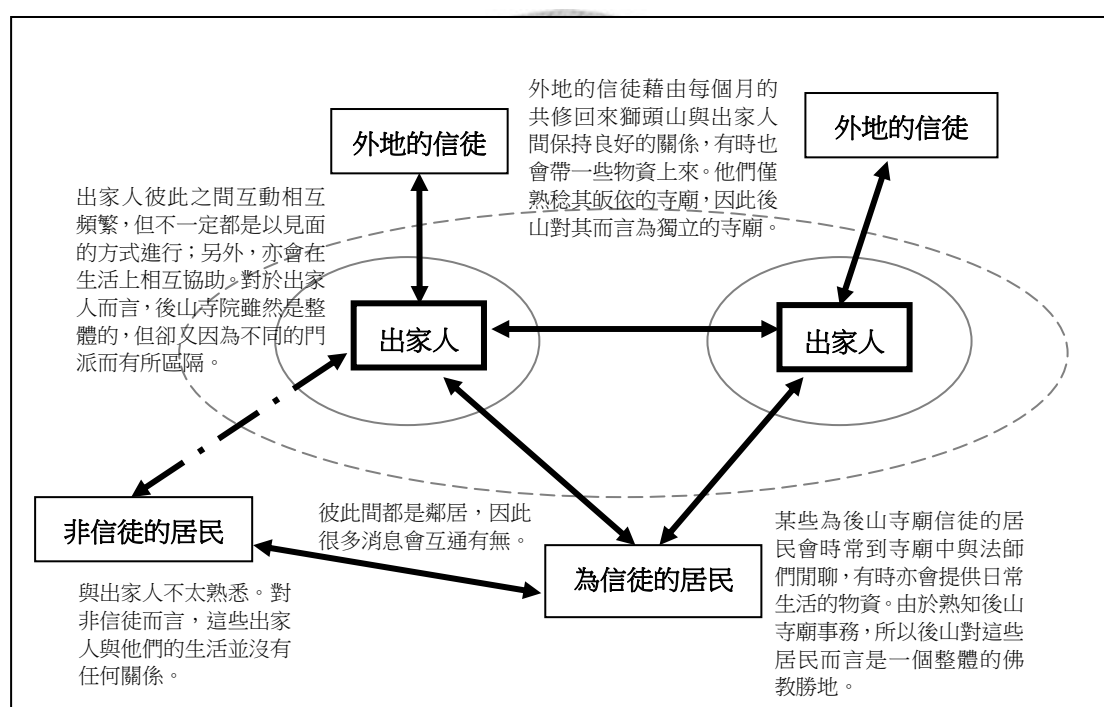 外地的信徒藉由每個月的
共修回來獅頭山與出家人
間保持良好的關係，有時也
會帶一些物資上來。他們僅
熟稔其皈依的寺廟，因此後
山對其而言為獨立的寺廟。
外地的信徒
外地的信徒
出家人彼此之間互動相互
頻繁，但不一定都是以見面
的方式進行；另外，亦會在
生活上相互協助。對於出家
人而言，後山寺院雖然是整
體的，但卻又因為不同的門
派而有所區隔。
出家人
出家人
非信徒的居民
彼此間都是鄰居，因此
很多消息會互通有無。
為信徒的居民
與出家人不太熟悉。對
非信徒而言，這些出家
人與他們的生活並沒有
任何關係。
某些為後山寺廟信徒的居
民會時常到寺廟中與法師
們閒聊，有時亦會提供日常
生活的物資。由於熟知後山
寺廟事務，所以後山對這些
居民而言是一個整體的佛
教勝地。